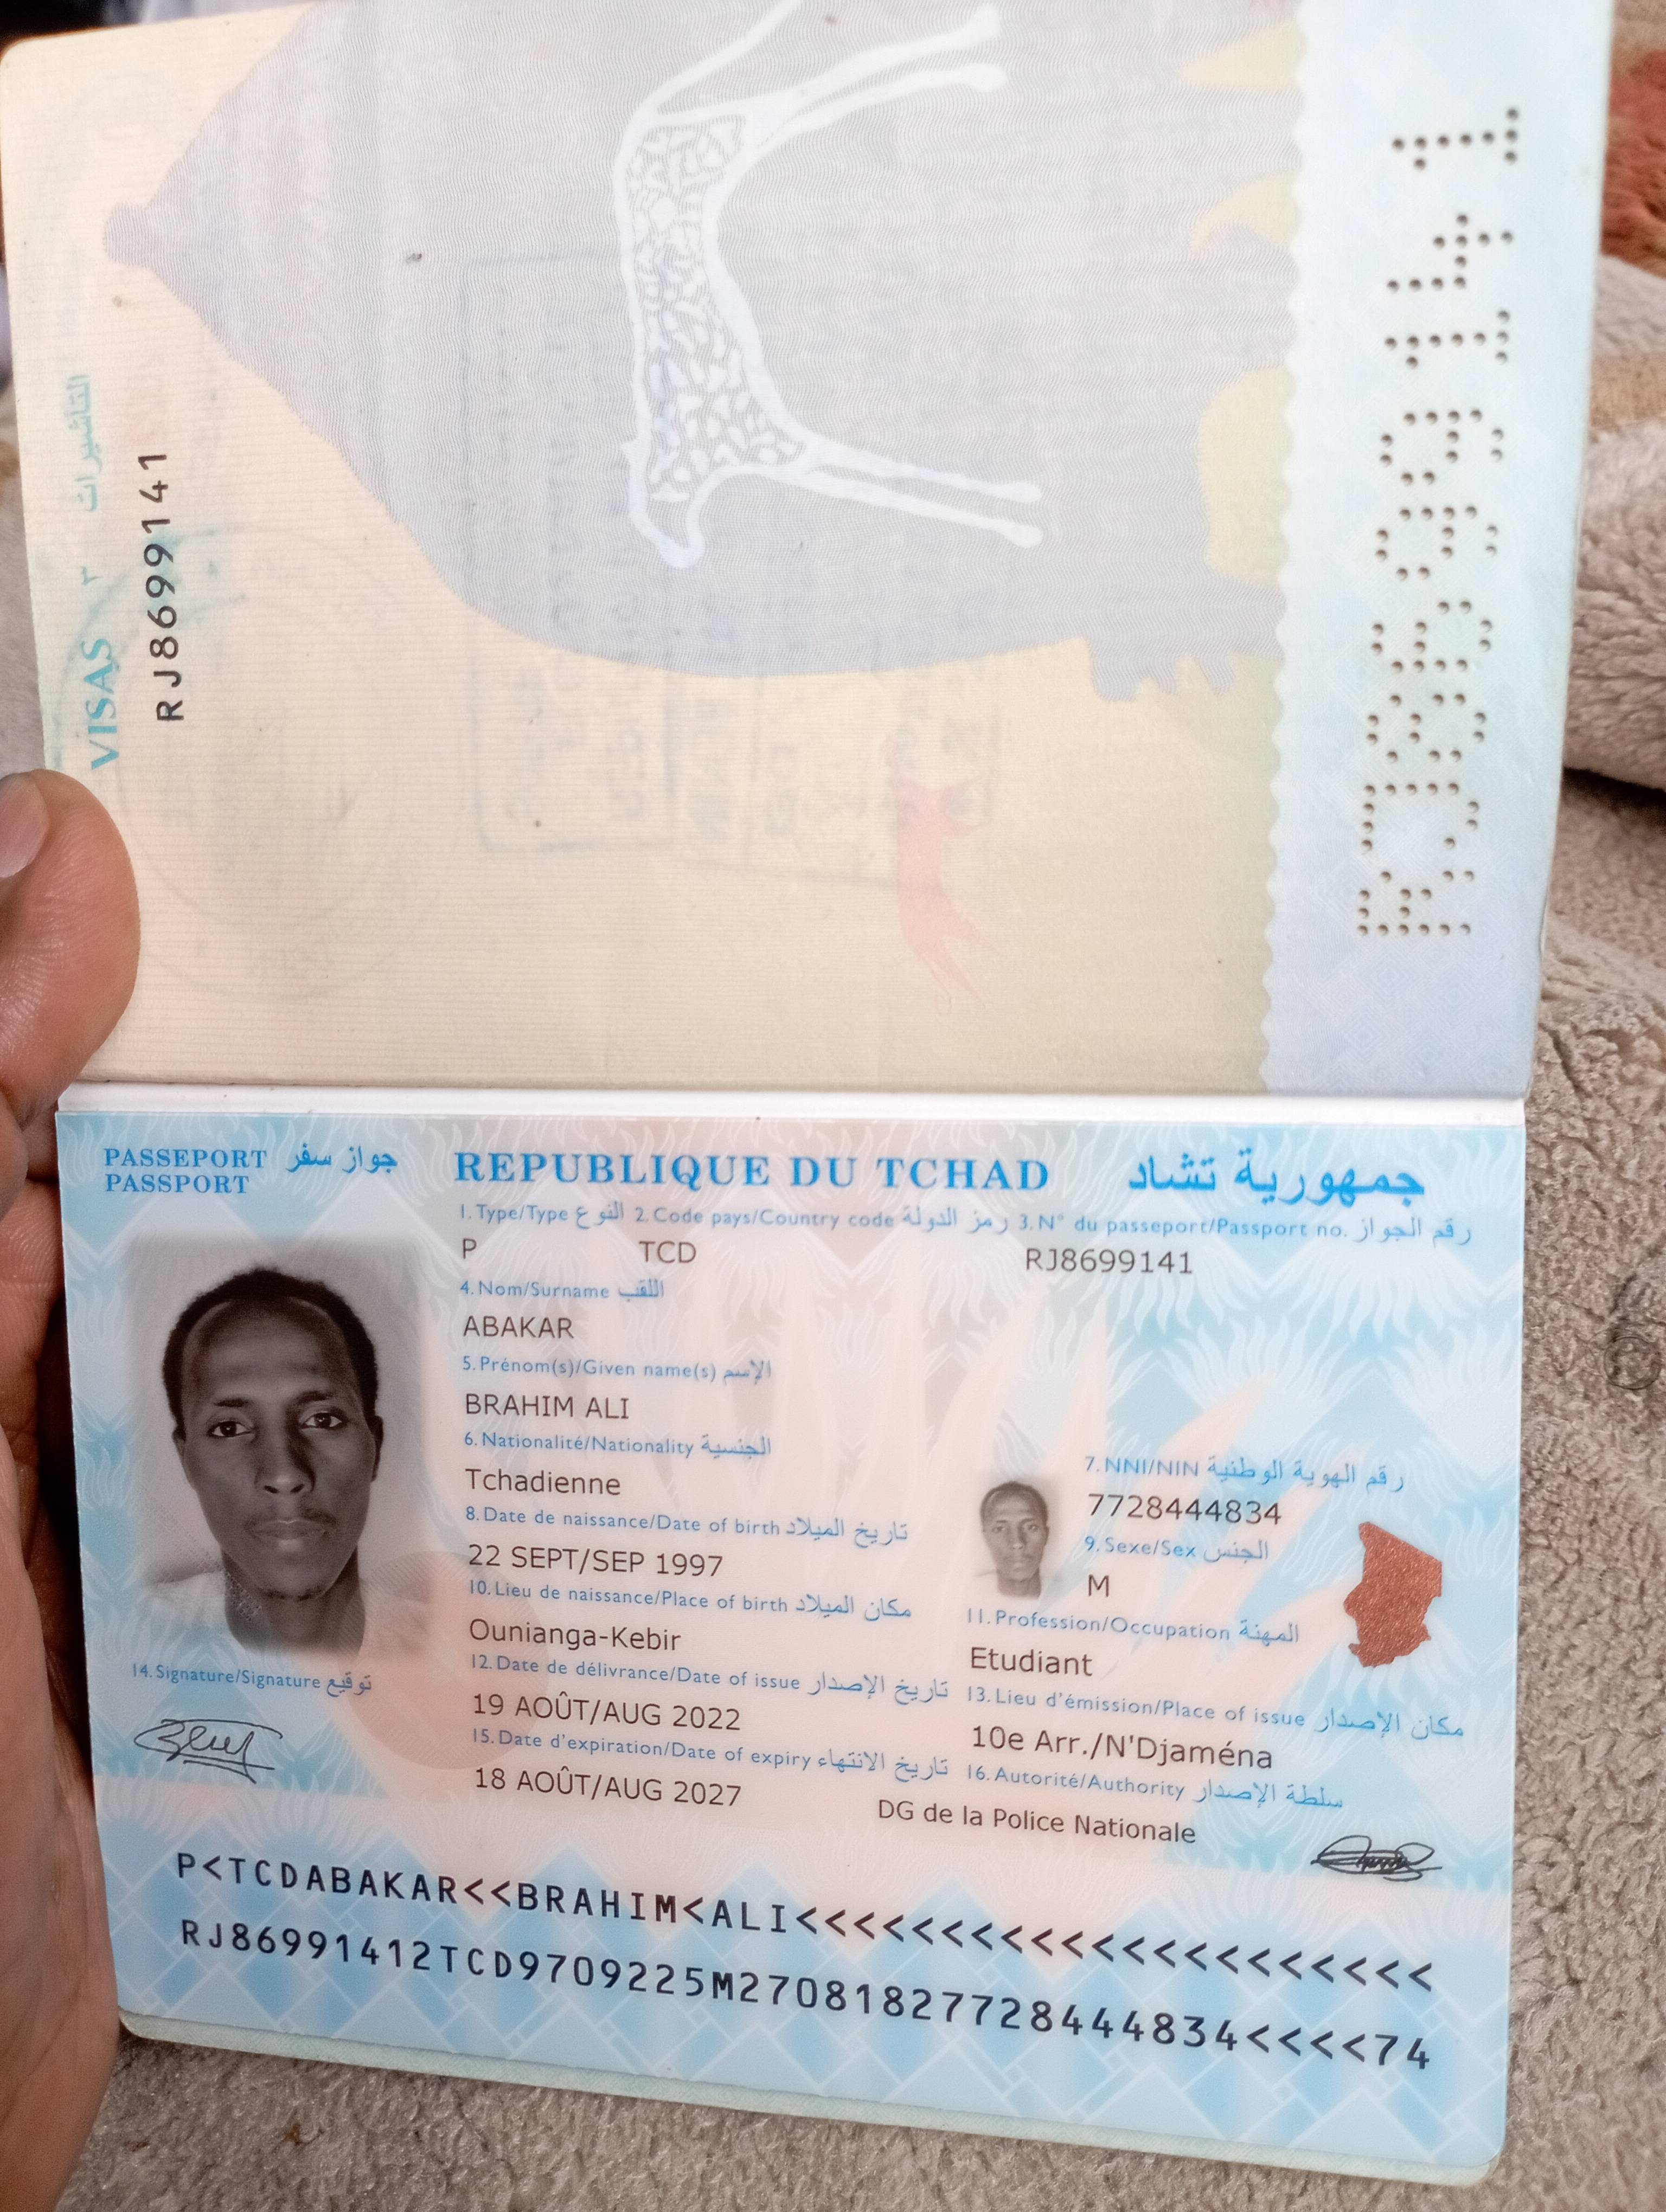 VISAS ٣ التأشيرات
RJ8699141
RJ8699141
PASSEPORT جواز سفر
PASSPORT
REPUBLIQUE DU TCHAD جمهورية تشاد
1.Type/Type النوع 2.Code pays/Country code رمز الدولة 3.N° du passeport/Passport no. رقم الجواز
P TCD RJ8699141
4.Nom/Surname اللقب
ABAKAR
5.Prénom(s)/Given name(s) الإسم
BRAHIM ALI
6.Nationalité/Nationality الجنسية
Tchadienne
7.NNI/NIN رقم الهوية الوطنية
7728444834
8.Date de naissance/Date of birth تاريخ الميلاد
22 SEPT/SEP 1997
9.Sexe/Sex الجنس
M
10.Lieu de naissance/Place of birth مكان الميلاد
Ounianga-Kebir
11.Profession/Occupation المهنة
Etudiant
12.Date de délivrance/Date of issue تاريخ الإصدار
19 AOÛT/AUG 2022
13.Lieu d'émission/Place of issue مكان الإصدار
10e Arr./N'Djaména
14.Signature/Signature توقيع
15.Date d'expiration/Date of expiry تاريخ الانتهاء
18 AOÛT/AUG 2027
16.Autorité/Authority سلطة الإصدار
DG de la Police Nationale
P<TCDABAKAR<<BRAHIM<ALI<<<<<<<<<<<<<<<<<<<<<
RJ86991412TCD9709225M27081827728444834<<<<74